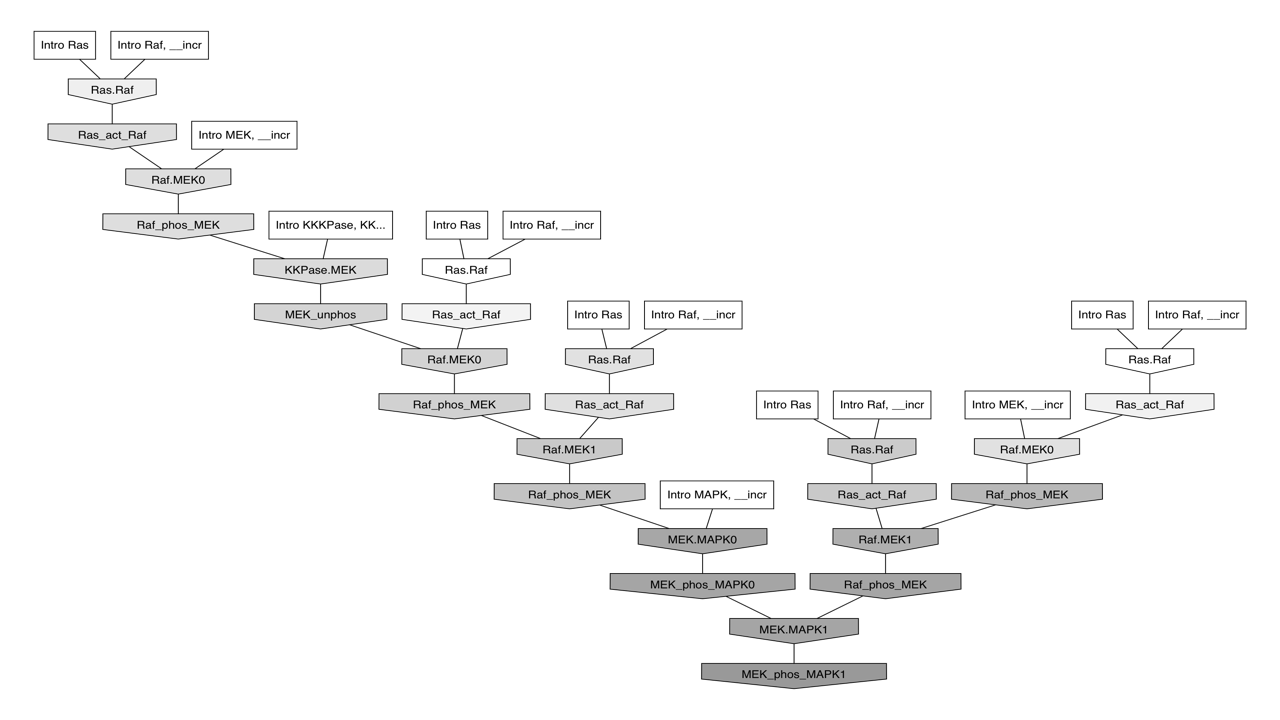 Intro Ras
Intro Raf, __incr
Ras.Raf
Ras_act_Raf
Intro MEK, __incr
Raf.MEK0
Raf_phos_MEK
Intro KKKPase, KK...
Intro Ras
Intro Raf, __incr
KKPase.MEK
Ras.Raf
MEK_unphos
Ras_act_Raf
Intro Ras
Intro Raf, __incr
Intro Ras
Intro Raf, __incr
Raf.MEK0
Ras.Raf
Ras.Raf
Raf_phos_MEK
Ras_act_Raf
Intro Ras
Intro Raf, __incr
Intro MEK, __incr
Ras_act_Raf
Raf.MEK1
Ras.Raf
Raf.MEK0
Raf_phos_MEK
Intro MAPK, __incr
Ras_act_Raf
Raf_phos_MEK
MEK.MAPK0
Raf.MEK1
MEK_phos_MAPK0
Raf_phos_MEK
MEK.MAPK1
MEK_phos_MAPK1